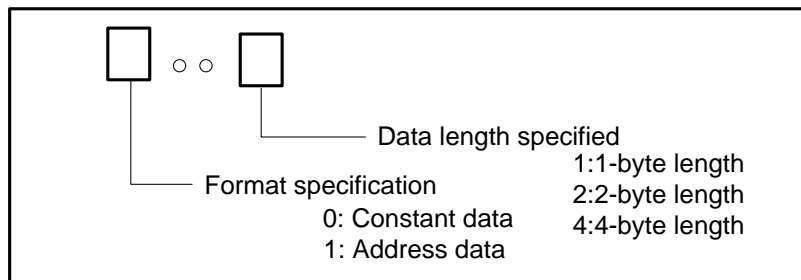 Data length specified
1:1-byte length
2:2-byte length
4:4-byte length
Format specification
0: Constant data
1: Address data